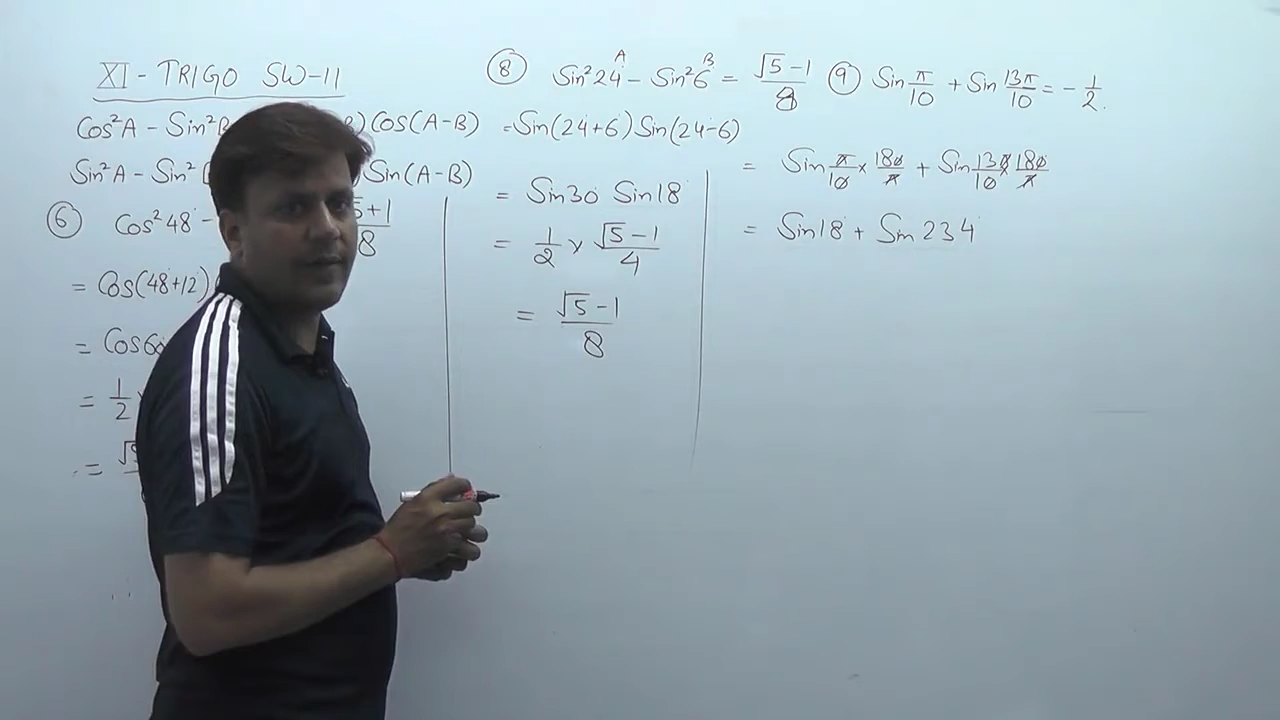 XI - TRIGO SW-11
Cos²A - Sin²B )Cos(A-B)
Sin²A - Sin² Sin(A-B)
⑥ Cos²48° - √5+1/8
= Cos(48°+12°)
= Cos60
= 1/2
=
⑧ Sin²24° - Sin²6° = (√5-1)/8
A B
= Sin(24+6) Sin(24-6)
= Sin30° Sin18°
= 1/2 × (√5-1)/4
= (√5-1)/8
⑨ Sin π/10 + Sin 13π/10 = -1/2.
= Sin π/10 × 180/π + Sin 13π/10 × 180/π
= Sin18° + Sin234°